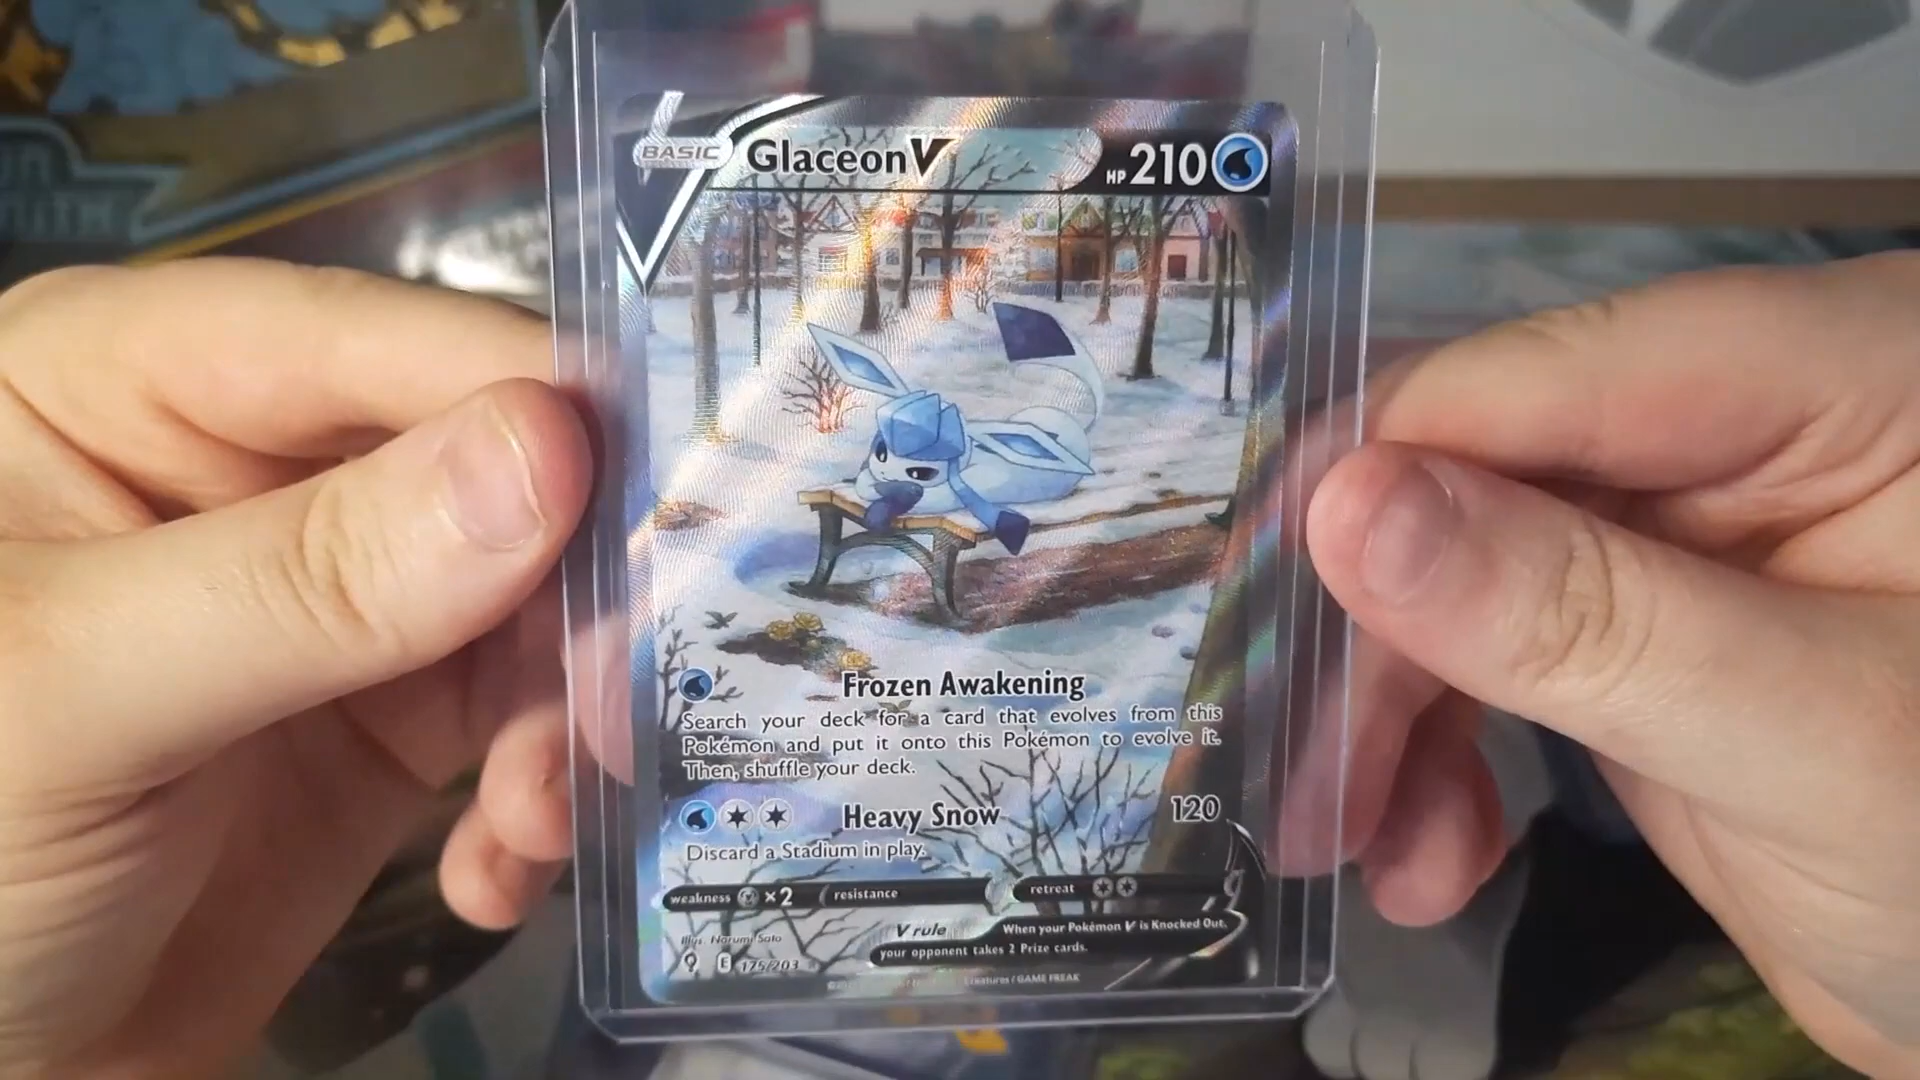 BASIC
Glaceon V
HP 210
Frozen Awakening
Search your deck for a card that evolves from this
Pokémon and put it onto this Pokémon to evolve it.
Then, shuffle your deck.
Heavy Snow 120
Discard a Stadium in play.
weakness ×2 resistance retreat
V rule When your Pokémon V is Knocked Out,
your opponent takes 2 Prize cards.
Illus. Narumi Sato
E 175/203
Creatures / GAME FREAK